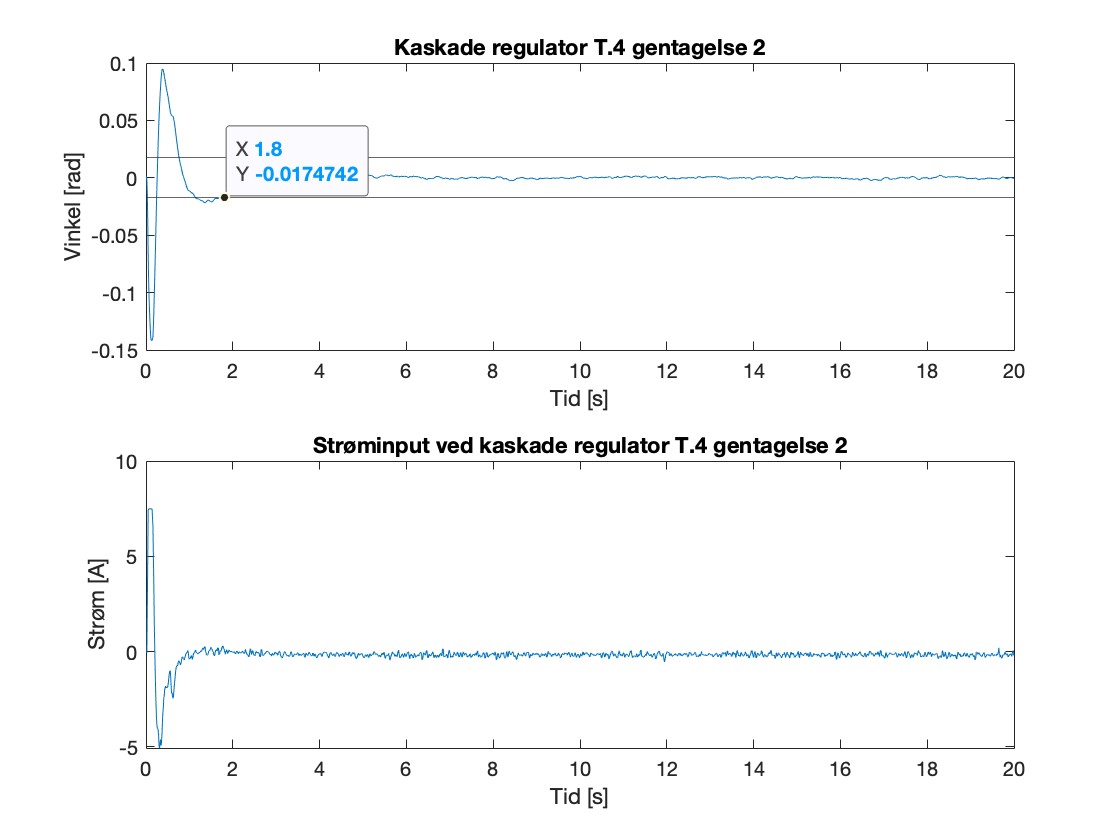 Kaskade regulator T.4 gentagelse 2
0.1
0.05
0
-0.05
-0.1
-0.15
Vinkel [rad]
X 1.8
Y -0.0174742
0 2 4 6 8 10 12 14 16 18 20
Tid [s]
Strøminput ved kaskade regulator T.4 gentagelse 2
10
5
0
-5
Strøm [A]
0 2 4 6 8 10 12 14 16 18 20
Tid [s]